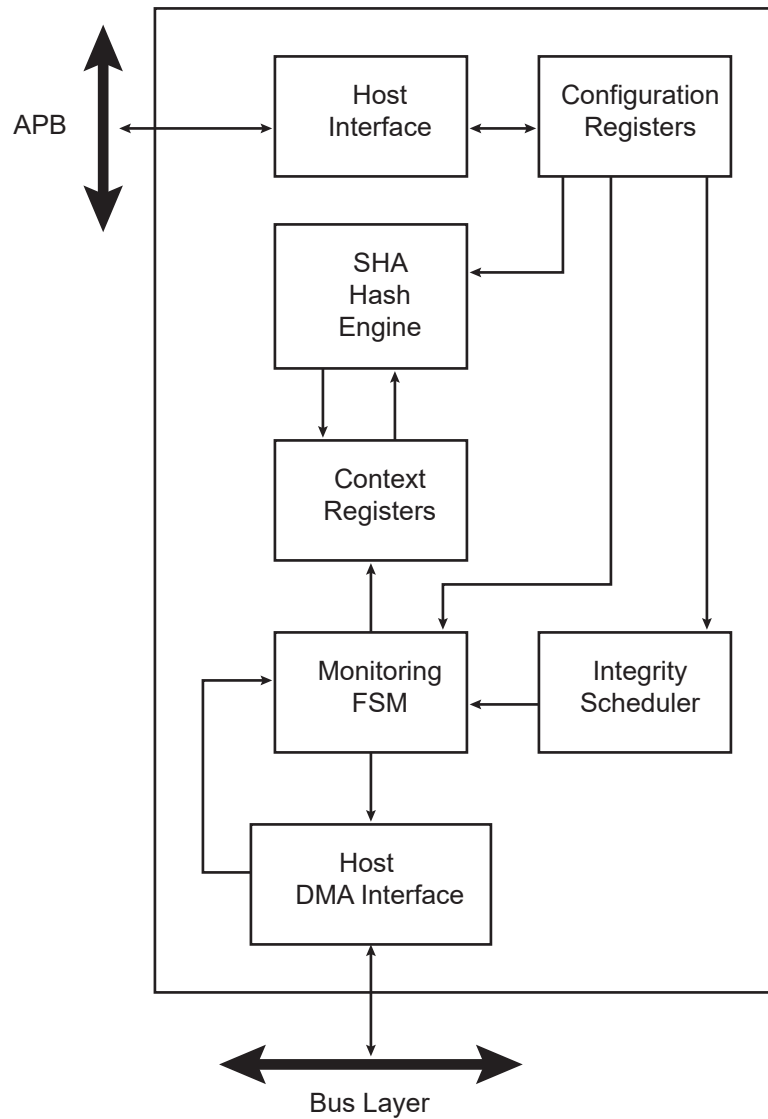 APB
Host
Interface
Configuration
Registers
SHA
Hash
Engine
Context
Registers
Monitoring
FSM
Integrity
Scheduler
Host
DMA Interface
Bus Layer